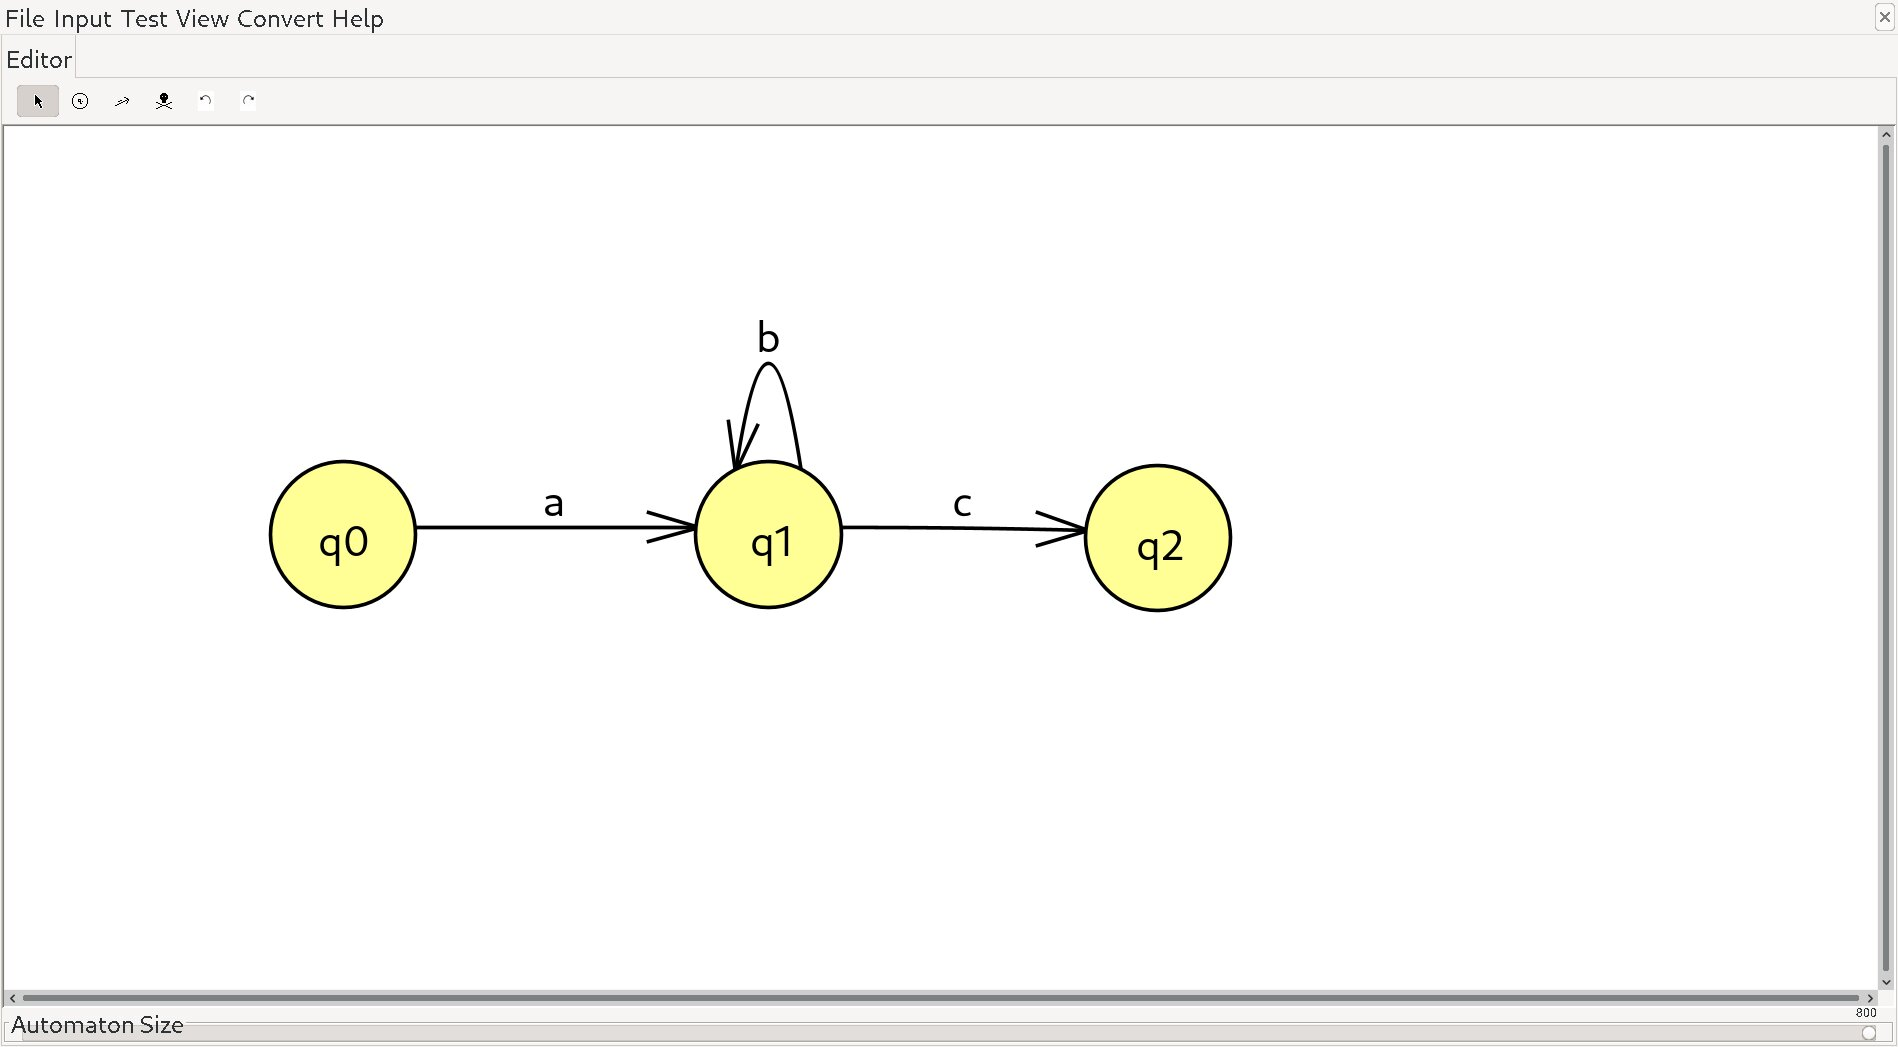 File Input Test View Convert Help
Editor
b
a
c
q0
q1
q2
800
Automaton Size